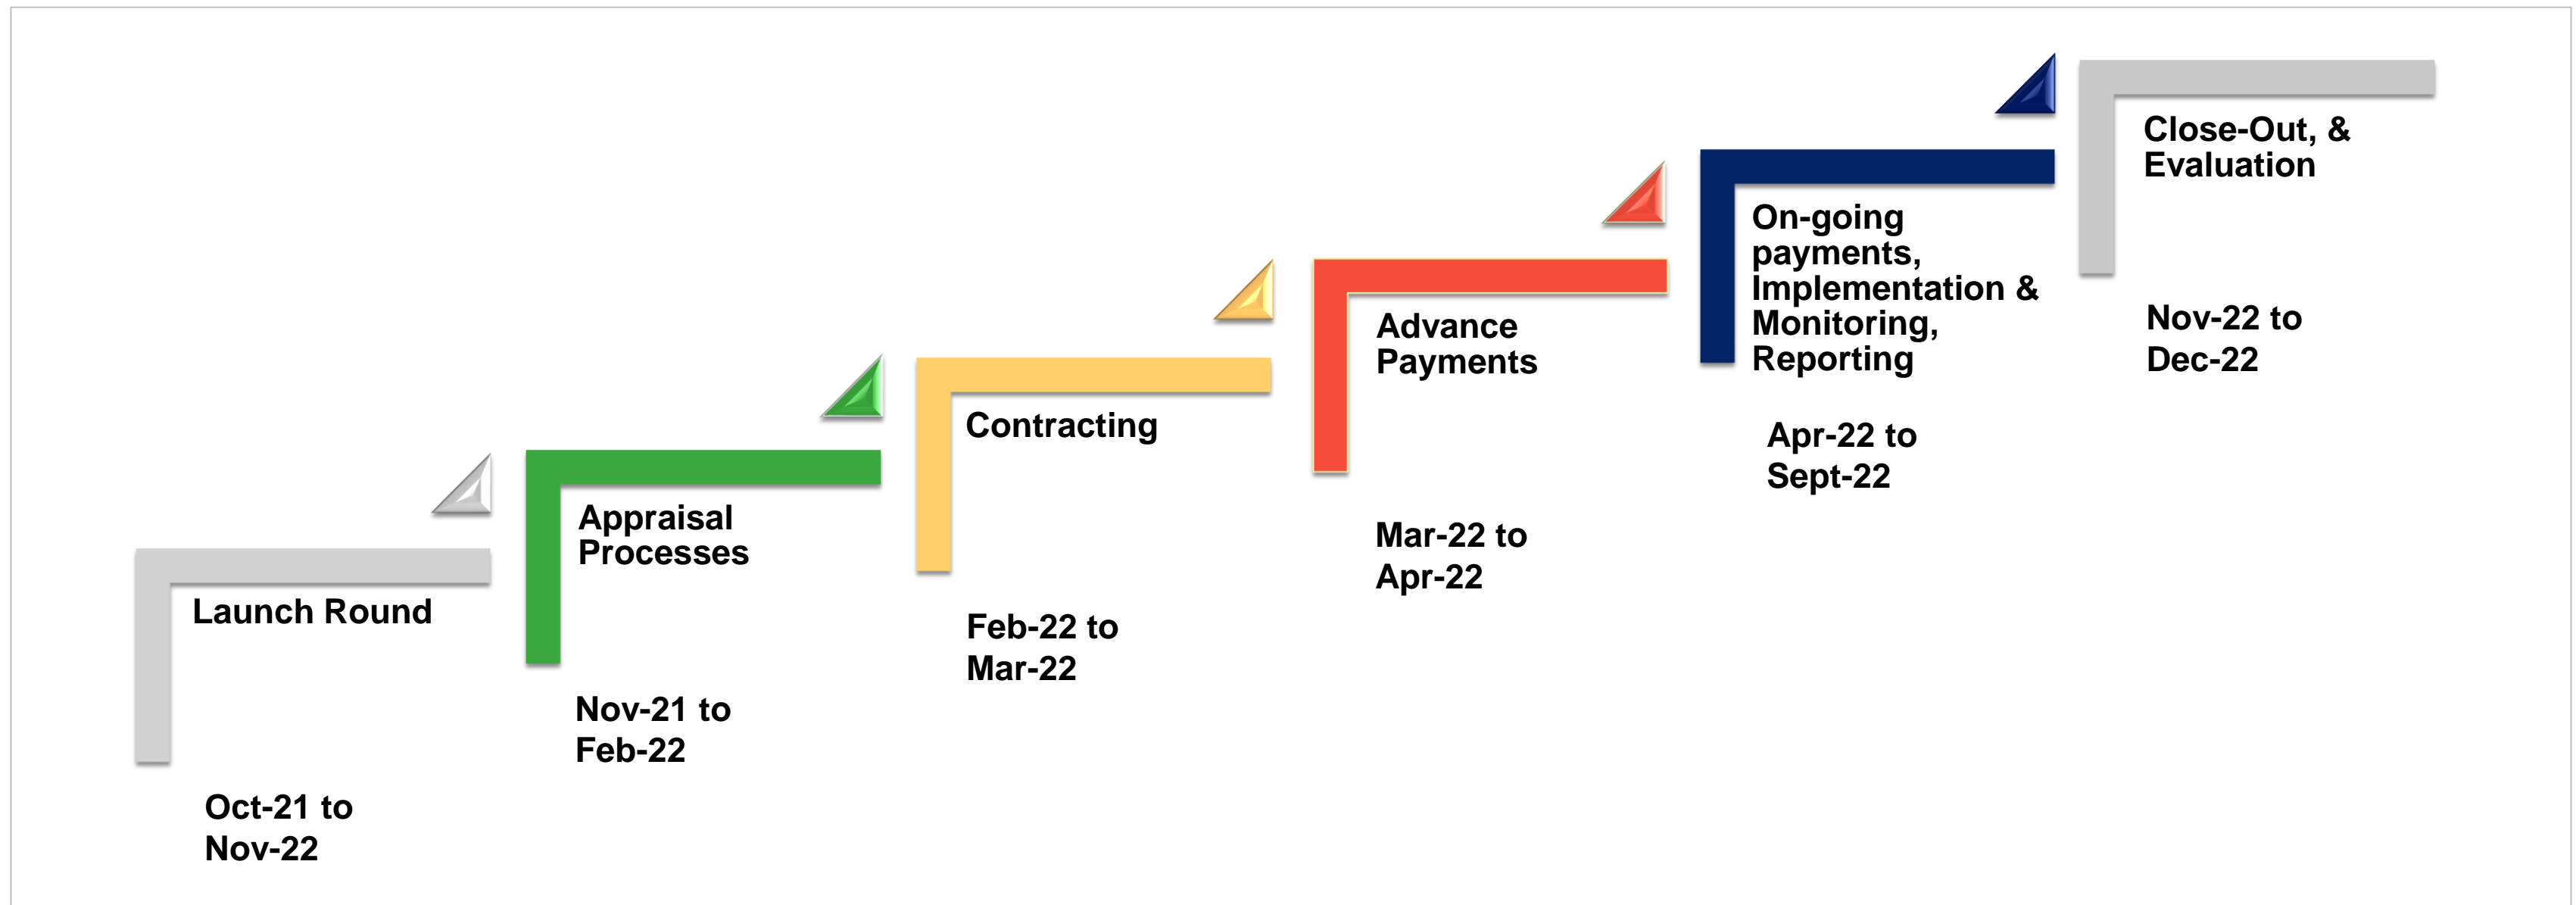 Launch Round
Oct-21 to
Nov-22
Appraisal
Processes
Nov-21 to
Feb-22
Contracting
Feb-22 to
Mar-22
Advance
Payments
Mar-22 to
Apr-22
On-going
payments,
Implementation &
Monitoring,
Reporting
Apr-22 to
Sept-22
Close-Out, &
Evaluation
Nov-22 to
Dec-22